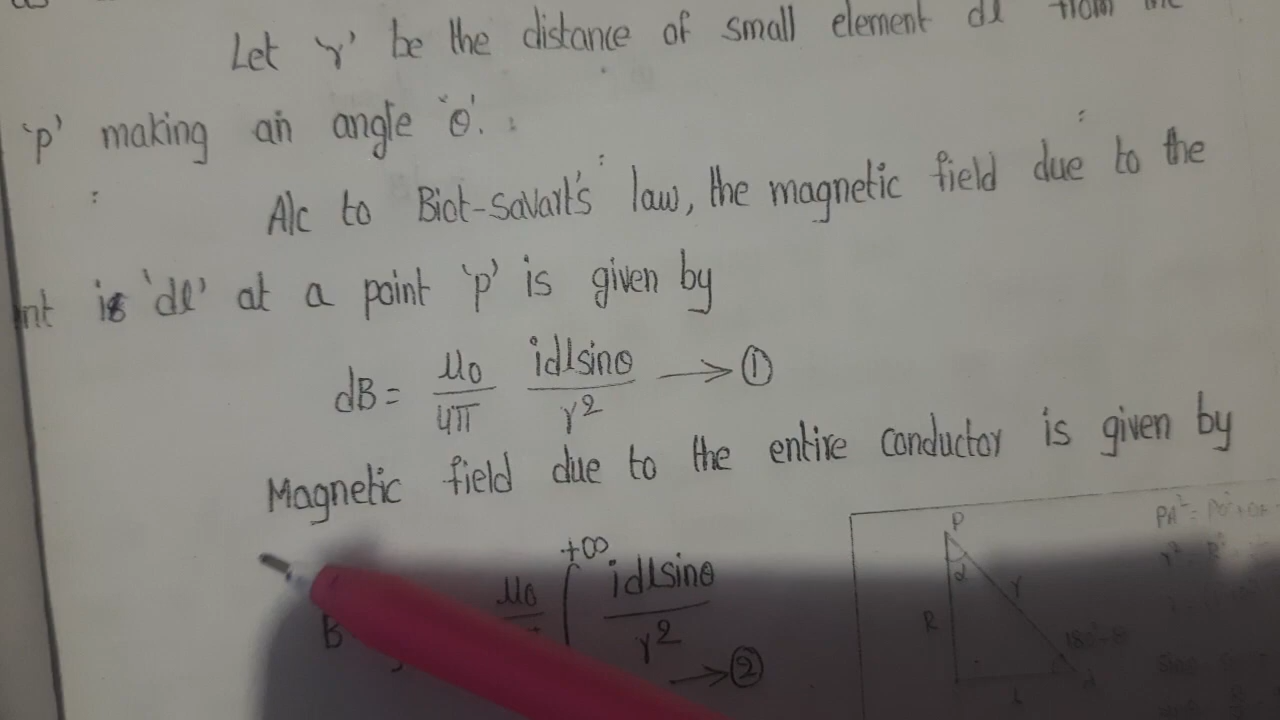 Let 'r' be the distance of small element dl from the
'p' making an angle 'θ'.
A/c to Biot-Savart's law, the magnetic field due to the
is 'dl' at a point 'p' is given by
dB = μ0/4π idlsinθ/r² → ①
Magnetic field due to the entire conductor is given by
B μ0 ∫ +∞ idlsinθ/r² → ②
P
α
r
R
180°-θ
l